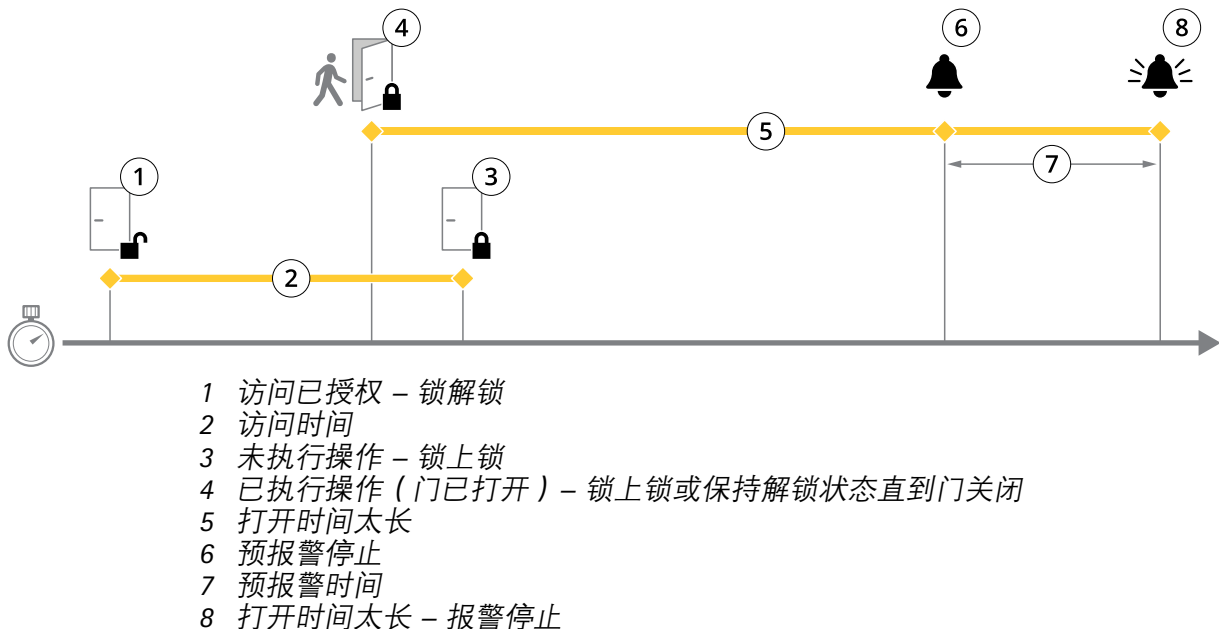 4
6
8
5
7
1
3
2
1 访问已授权 – 锁解锁
2 访问时间
3 未执行操作 – 锁上锁
4 已执行操作（门已打开）– 锁上锁或保持解锁状态直到门关闭
5 打开时间太长
6 预报警停止
7 预报警时间
8 打开时间太长 – 报警停止